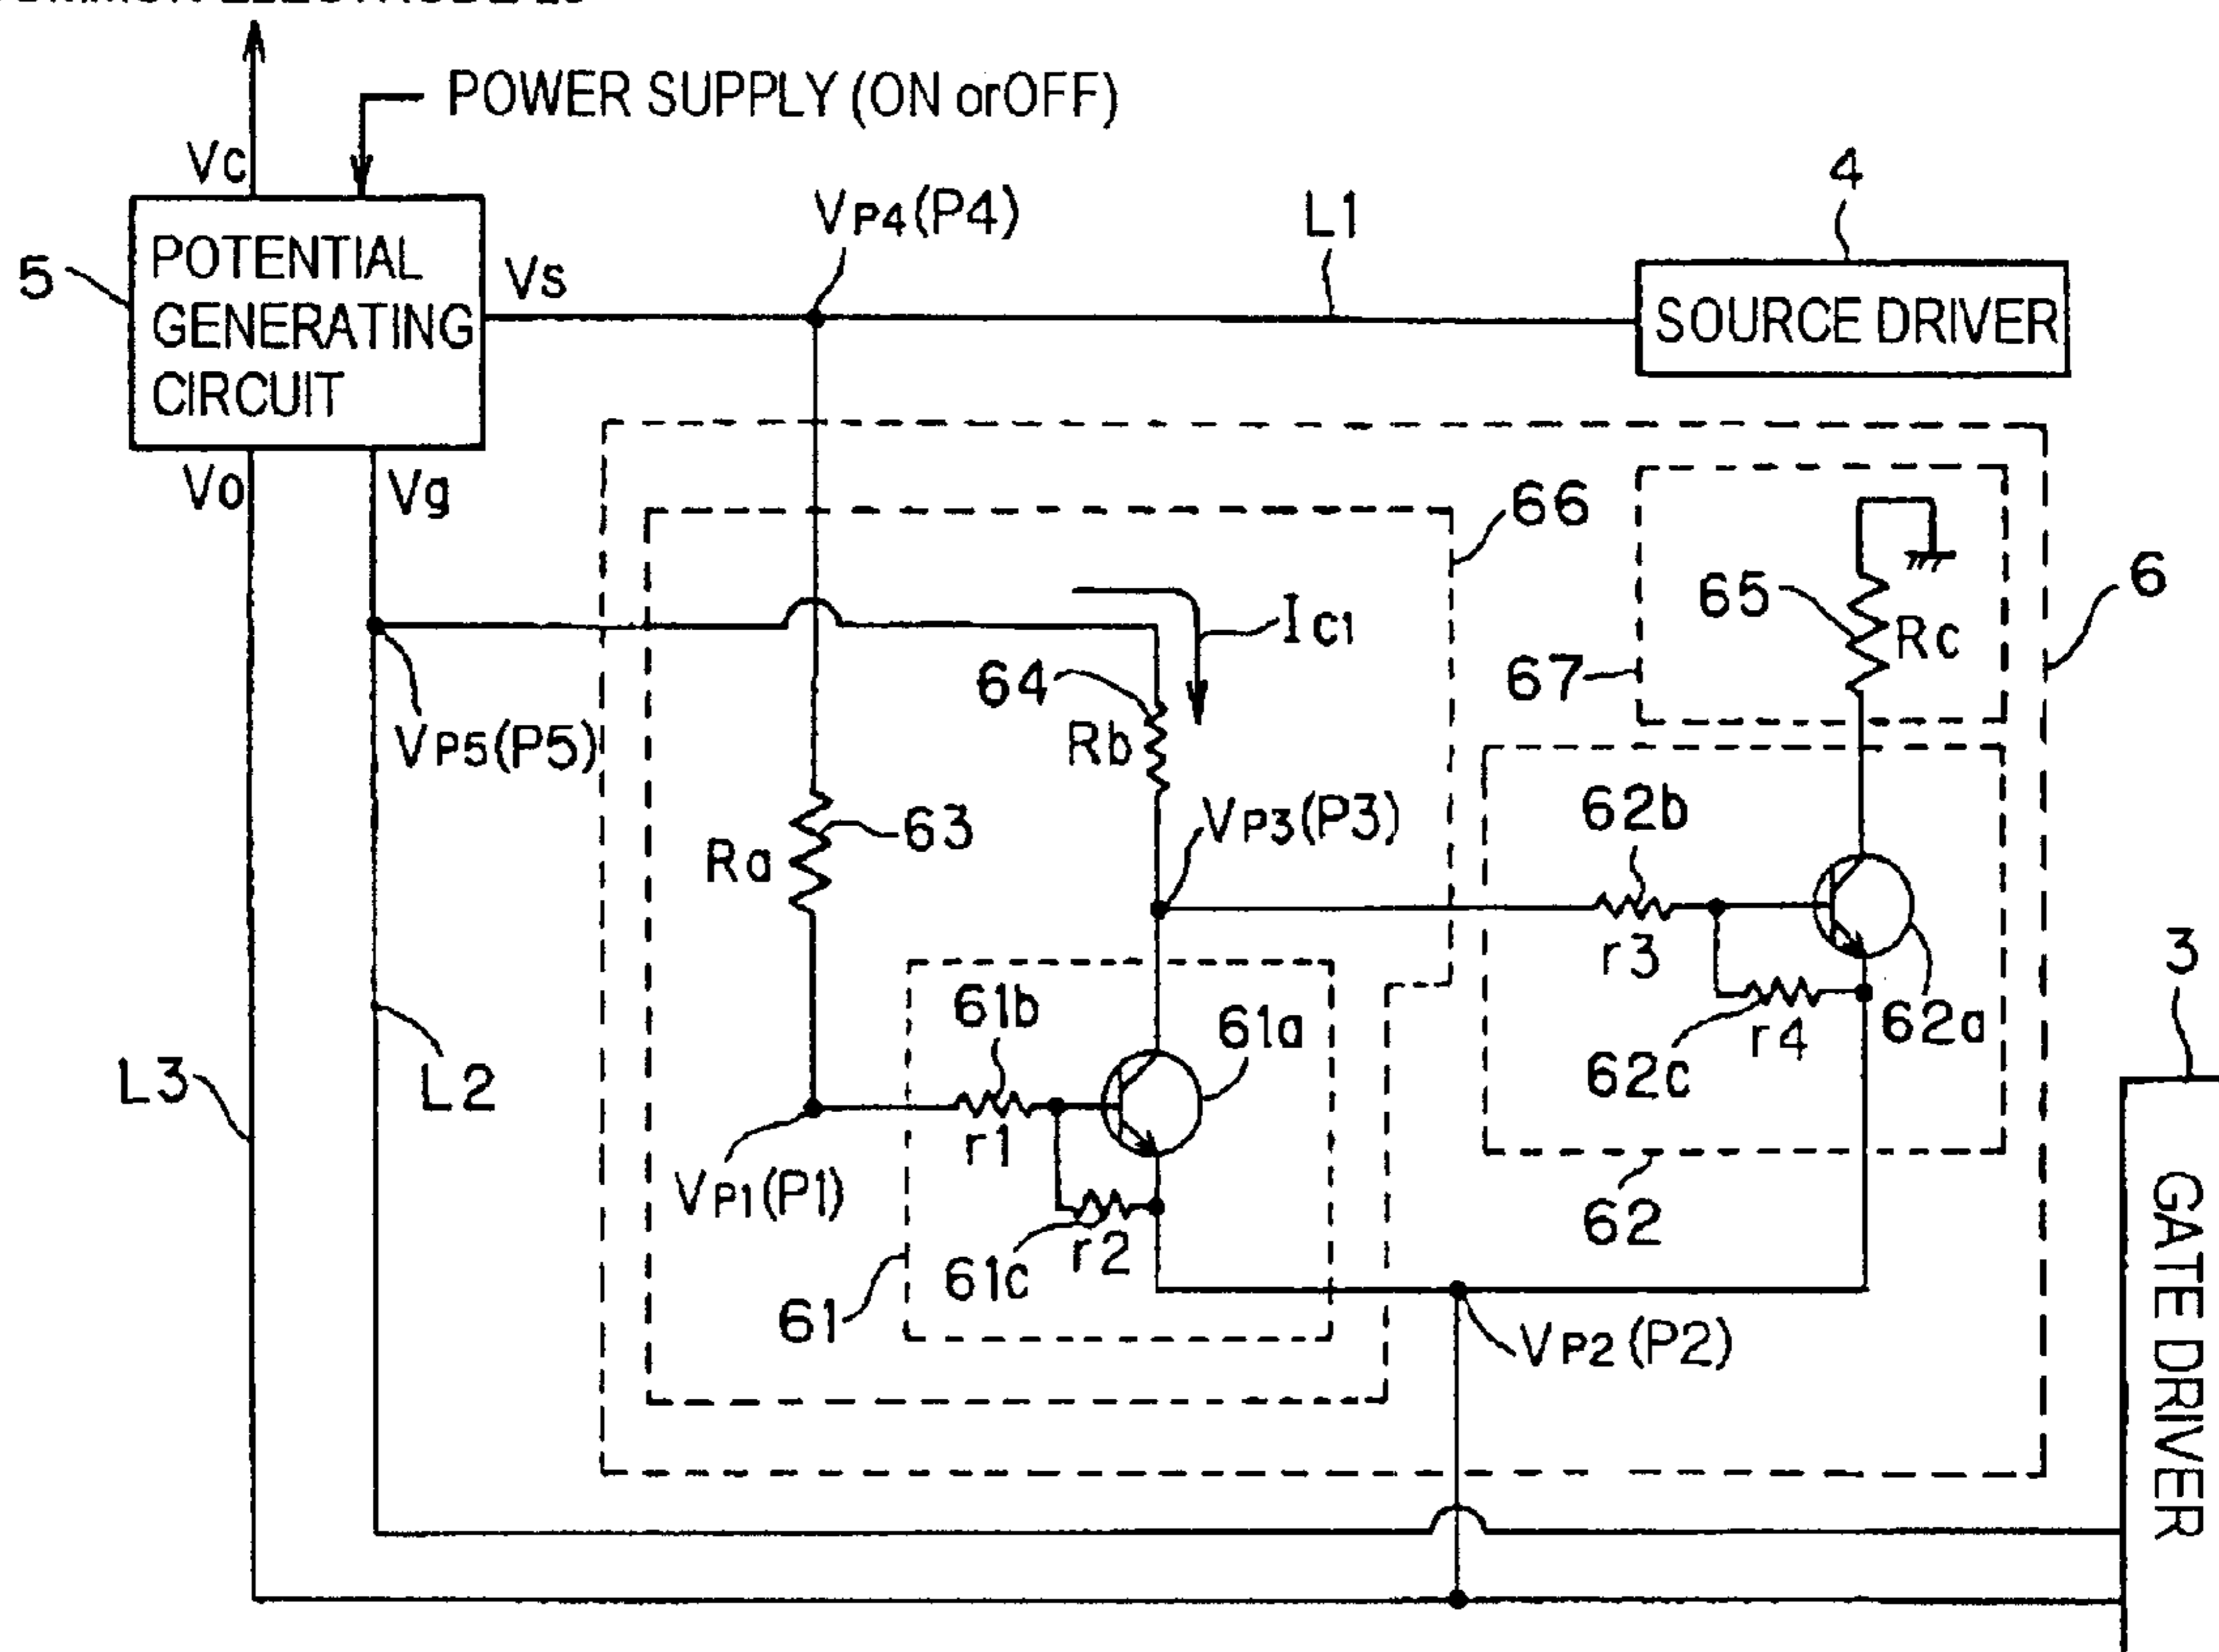 POWER SUPPLY (ON orOFF)
Vc
4
VP4(P4)
L1
5
POTENTIAL
GENERATING
CIRCUIT
Vs
SOURCE DRIVER
Vo
Vg
66
6
65
Rc
Ic1
64
67
VP5(P5)
Rb
62b
VP3(P3)
63
Ra
r3
3
61b
61a
62a
r4
62c
L3
L2
r1
VP1(P1)
r2
61c
62
61
VP2 (P2)
GATE DRIVER